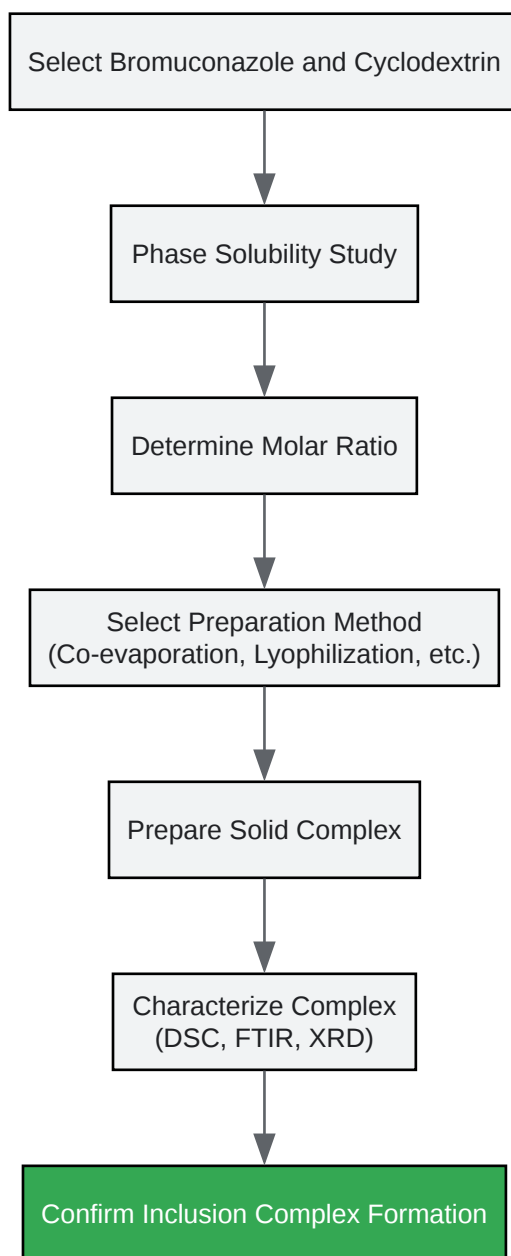 Select Bromuconazole and Cyclodextrin
Phase Solubility Study
Determine Molar Ratio
Select Preparation Method
(Co-evaporation, Lyophilization, etc.)
Prepare Solid Complex
Characterize Complex
(DSC, FTIR, XRD)
Confirm Inclusion Complex Formation